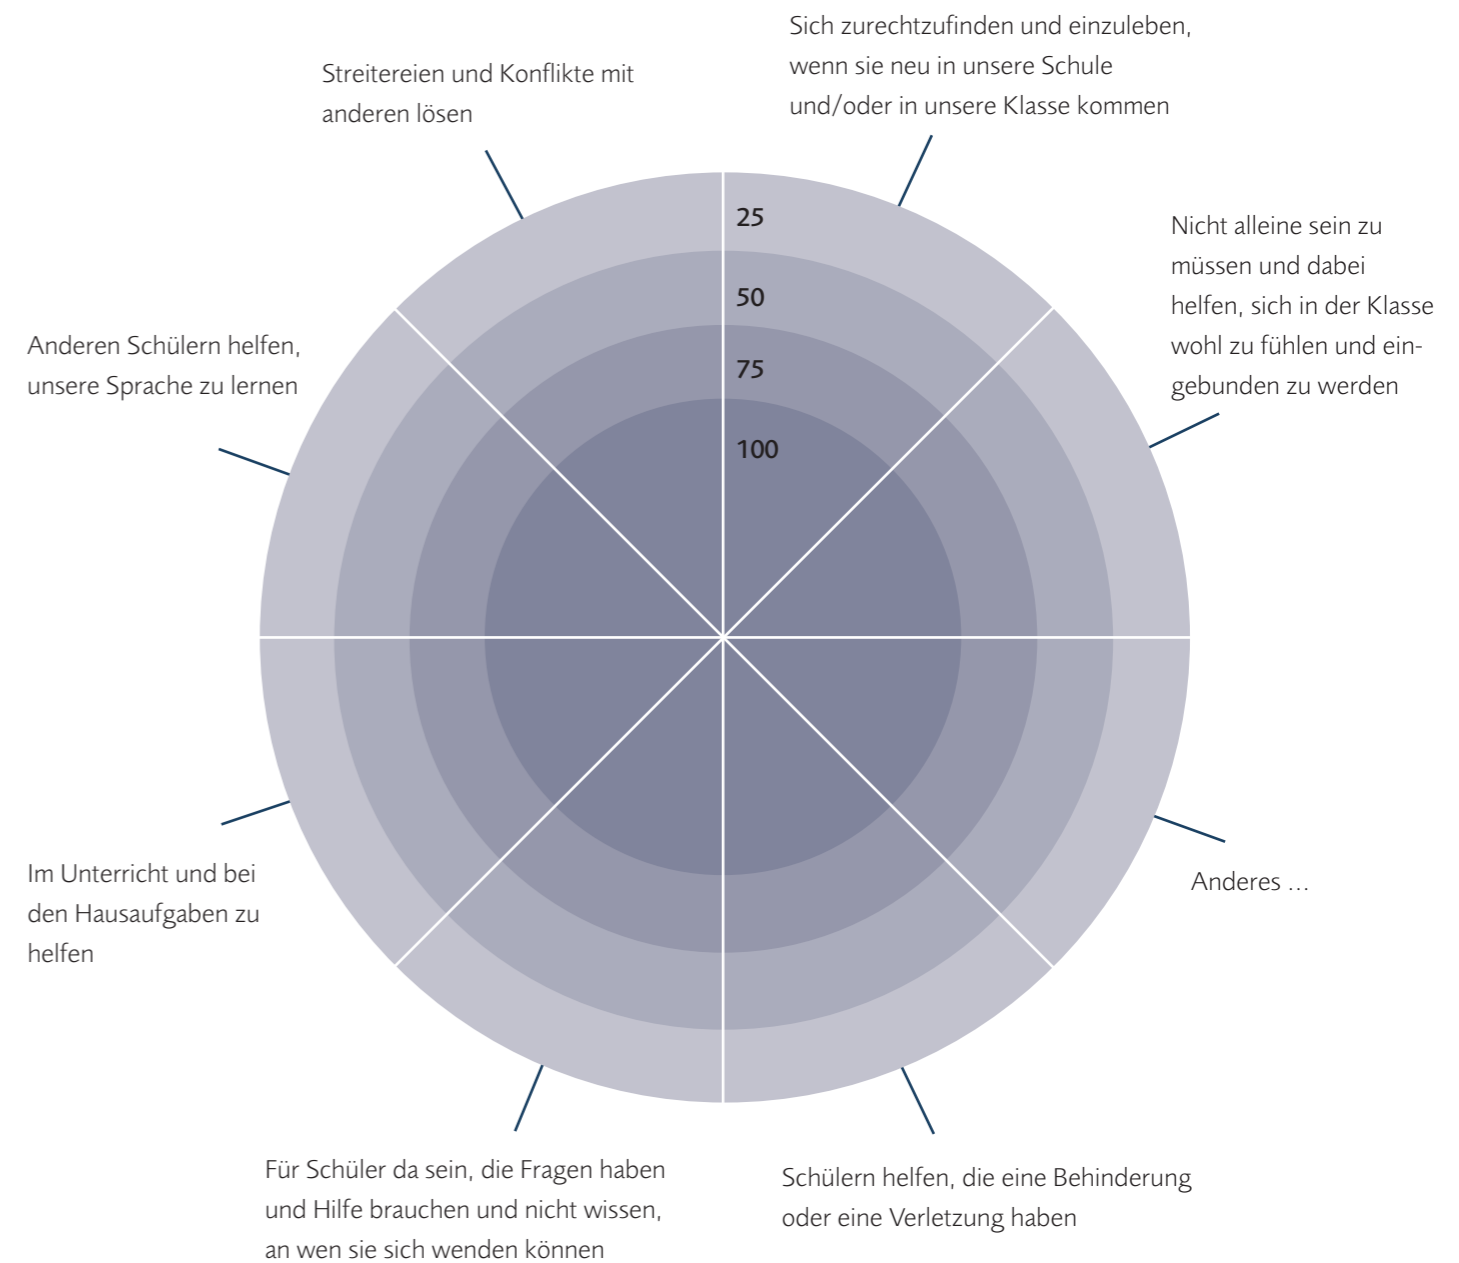 Sich zurechtzufinden und einzuleben,
wenn sie neu in unsere Schule
und/oder in unsere Klasse kommen
Streitereien und Konflikte mit
anderen lösen
25
50
75
100
Nicht alleine sein zu
müssen und dabei
helfen, sich in der Klasse
wohl zu fühlen und ein-
gebunden zu werden
Anderen Schülern helfen,
unsere Sprache zu lernen
Im Unterricht und bei
den Hausaufgaben zu
helfen
Anderes ...
Für Schüler da sein, die Fragen haben
und Hilfe brauchen und nicht wissen,
an wen sie sich wenden können
Schülern helfen, die eine Behinderung
oder eine Verletzung haben